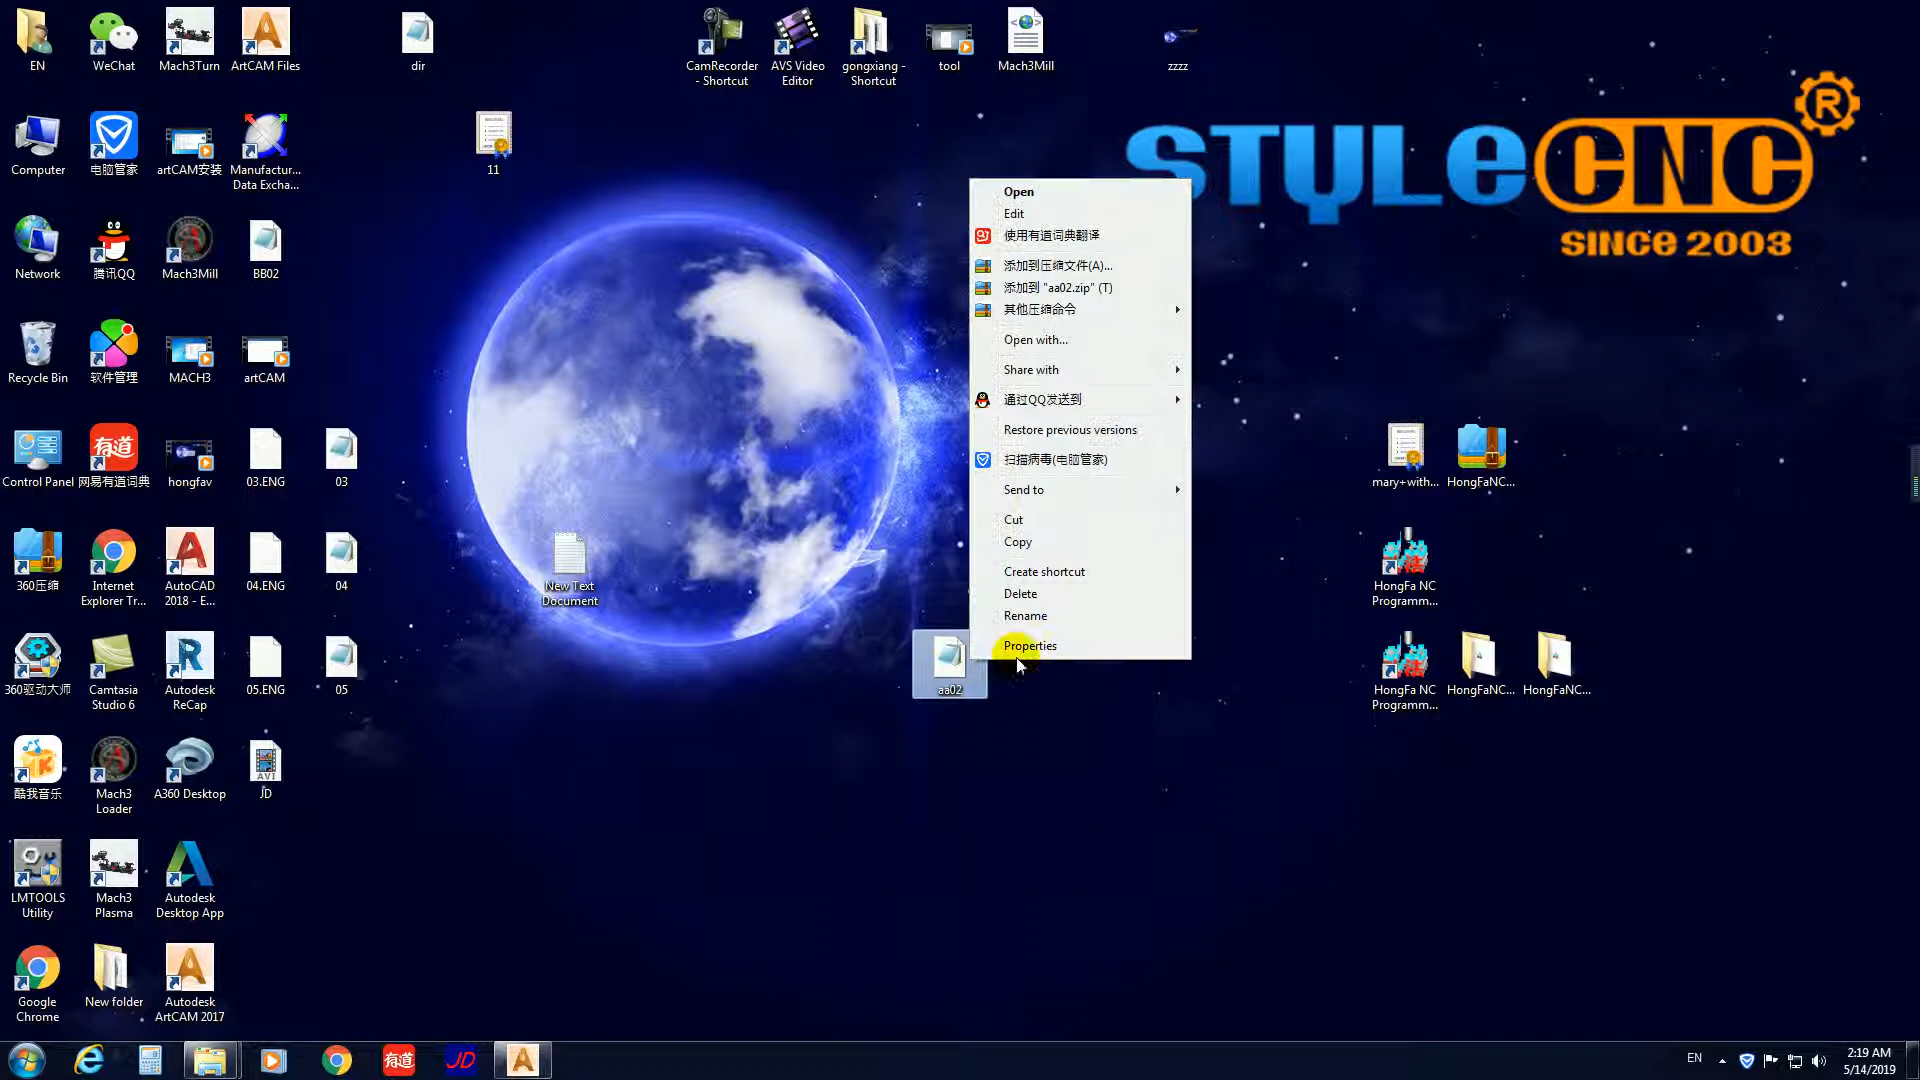 EN
WeChat
Mach3Turn
ArtCAM Files
dir
CamRecorder
- Shortcut
AVS Video
Editor
gongxiang -
Shortcut
tool
Mach3Mill
zzzz
R
STYLECNC
SINCE 2003
Computer
电脑管家
artCAM安装
Manufactur...
Data Excha...
11
Network
腾讯QQ
Mach3Mill
BB02
Recycle Bin
软件管理
MACH3
artCAM
Control Panel
有道
网易有道词典
hongfav
03.ENG
03
360压缩
Internet
Explorer Tr...
AutoCAD
2018 - E...
04.ENG
04
New Text
Document
360驱动大师
Camtasia
Studio 6
Autodesk
ReCap
05.ENG
05
aa02
酷我音乐
Mach3
Loader
A360 Desktop
AVI
JD
LMTOOLS
Utility
Mach3
Plasma
Autodesk
Desktop App
Google
Chrome
New folder
Autodesk
ArtCAM 2017
Open
Edit
使用有道词典翻译
添加到压缩文件(A)...
添加到 "aa02.zip" (T)
其他压缩命令
Open with...
Share with
通过QQ发送到
Restore previous versions
扫描病毒(电脑管家)
Send to
Cut
Copy
Create shortcut
Delete
Rename
Properties
mary+with...
HongFaNC...
HongFa NC
Programm...
HongFa NC
Programm...
HongFaNC...
HongFaNC...
有道
JD
EN
2:19 AM
5/14/2019